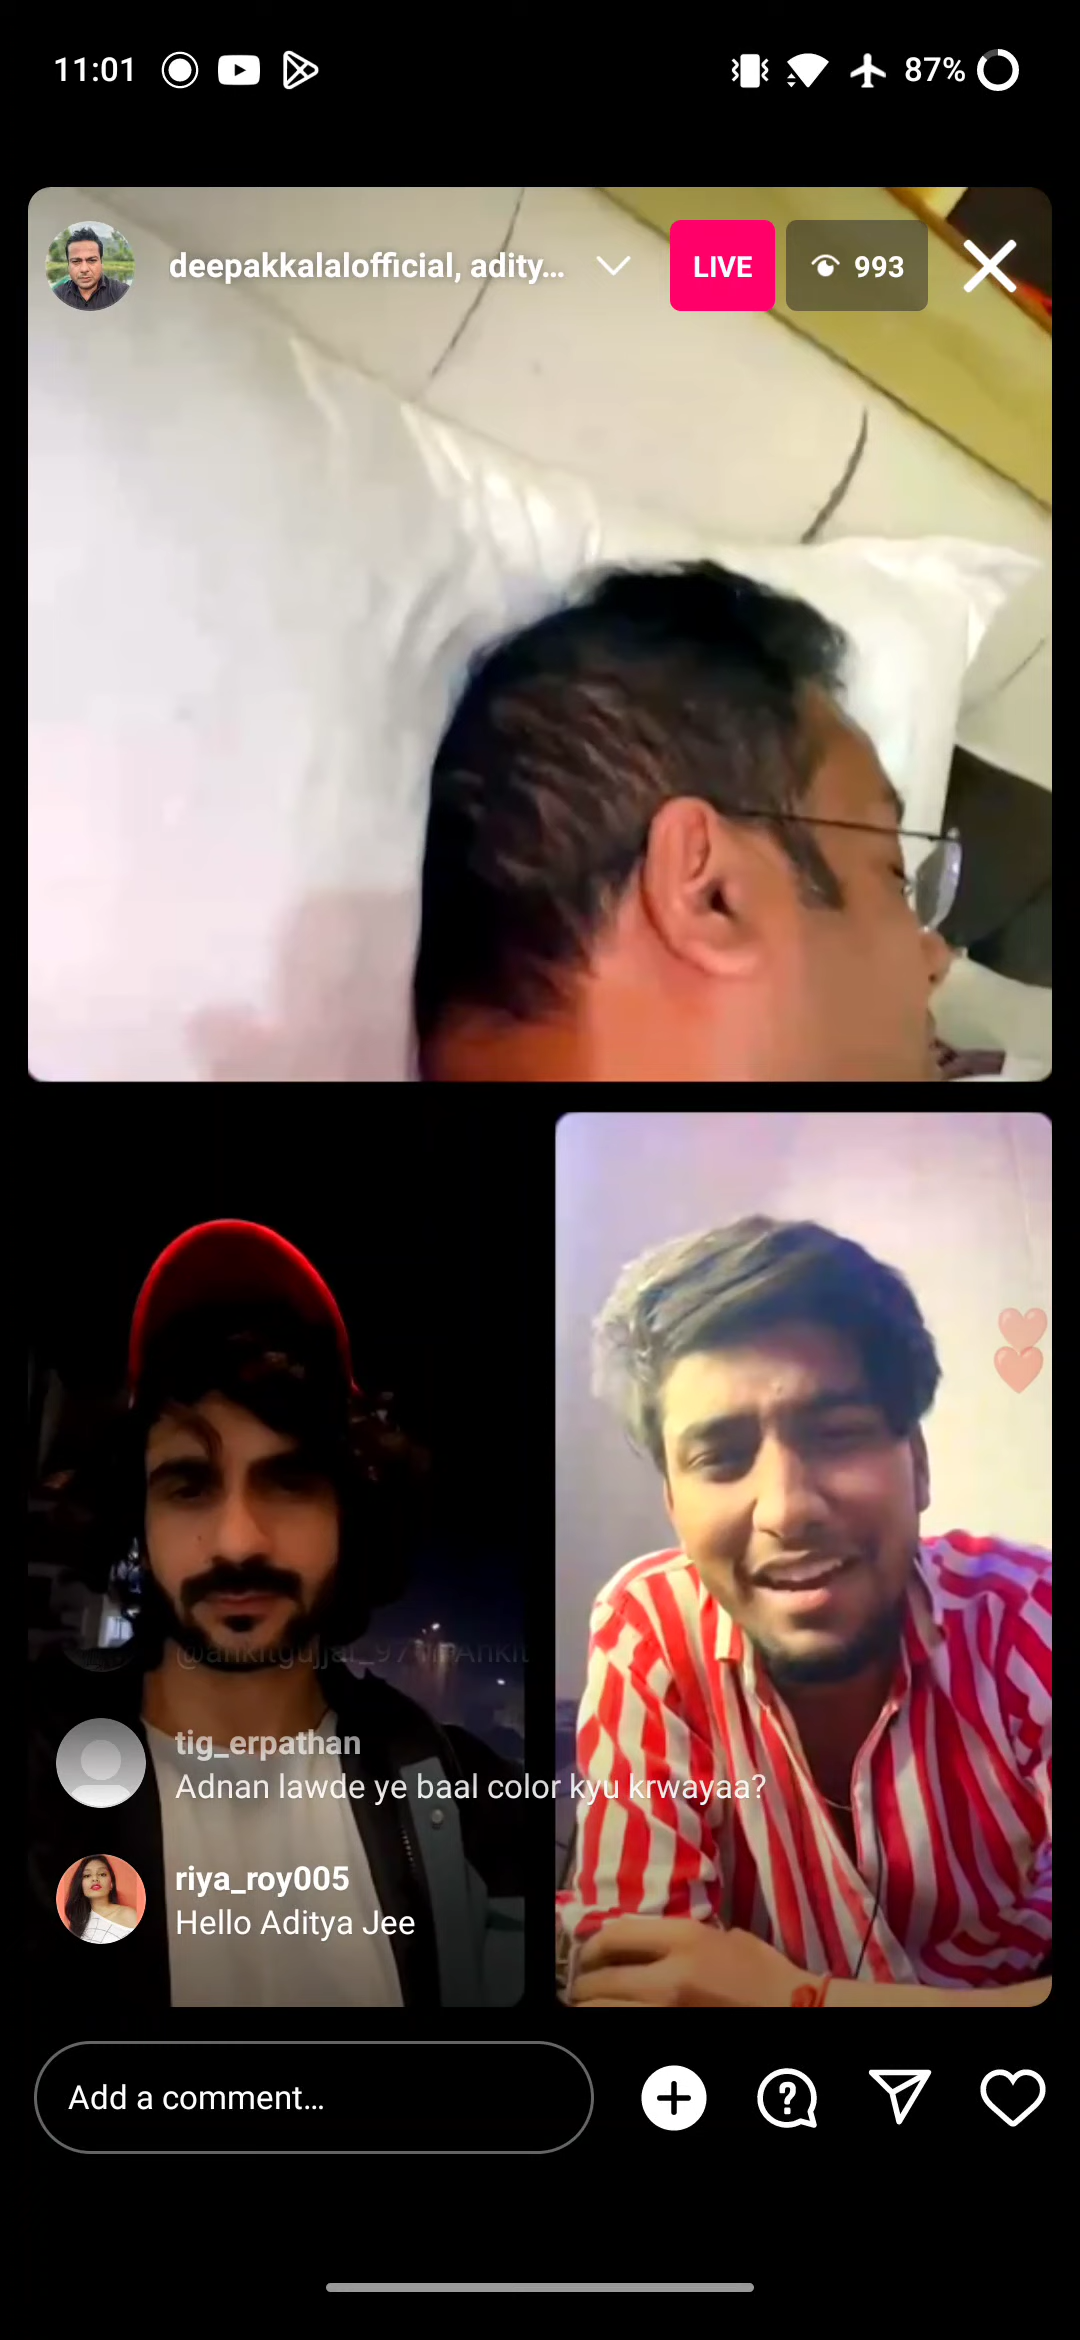 11:01
87%
deepakkalalofficial, adity...
LIVE
993
tig_erpathan
Adnan lawde ye baal color kyu krwayaa?
riya_roy005
Hello Aditya Jee
Add a comment...